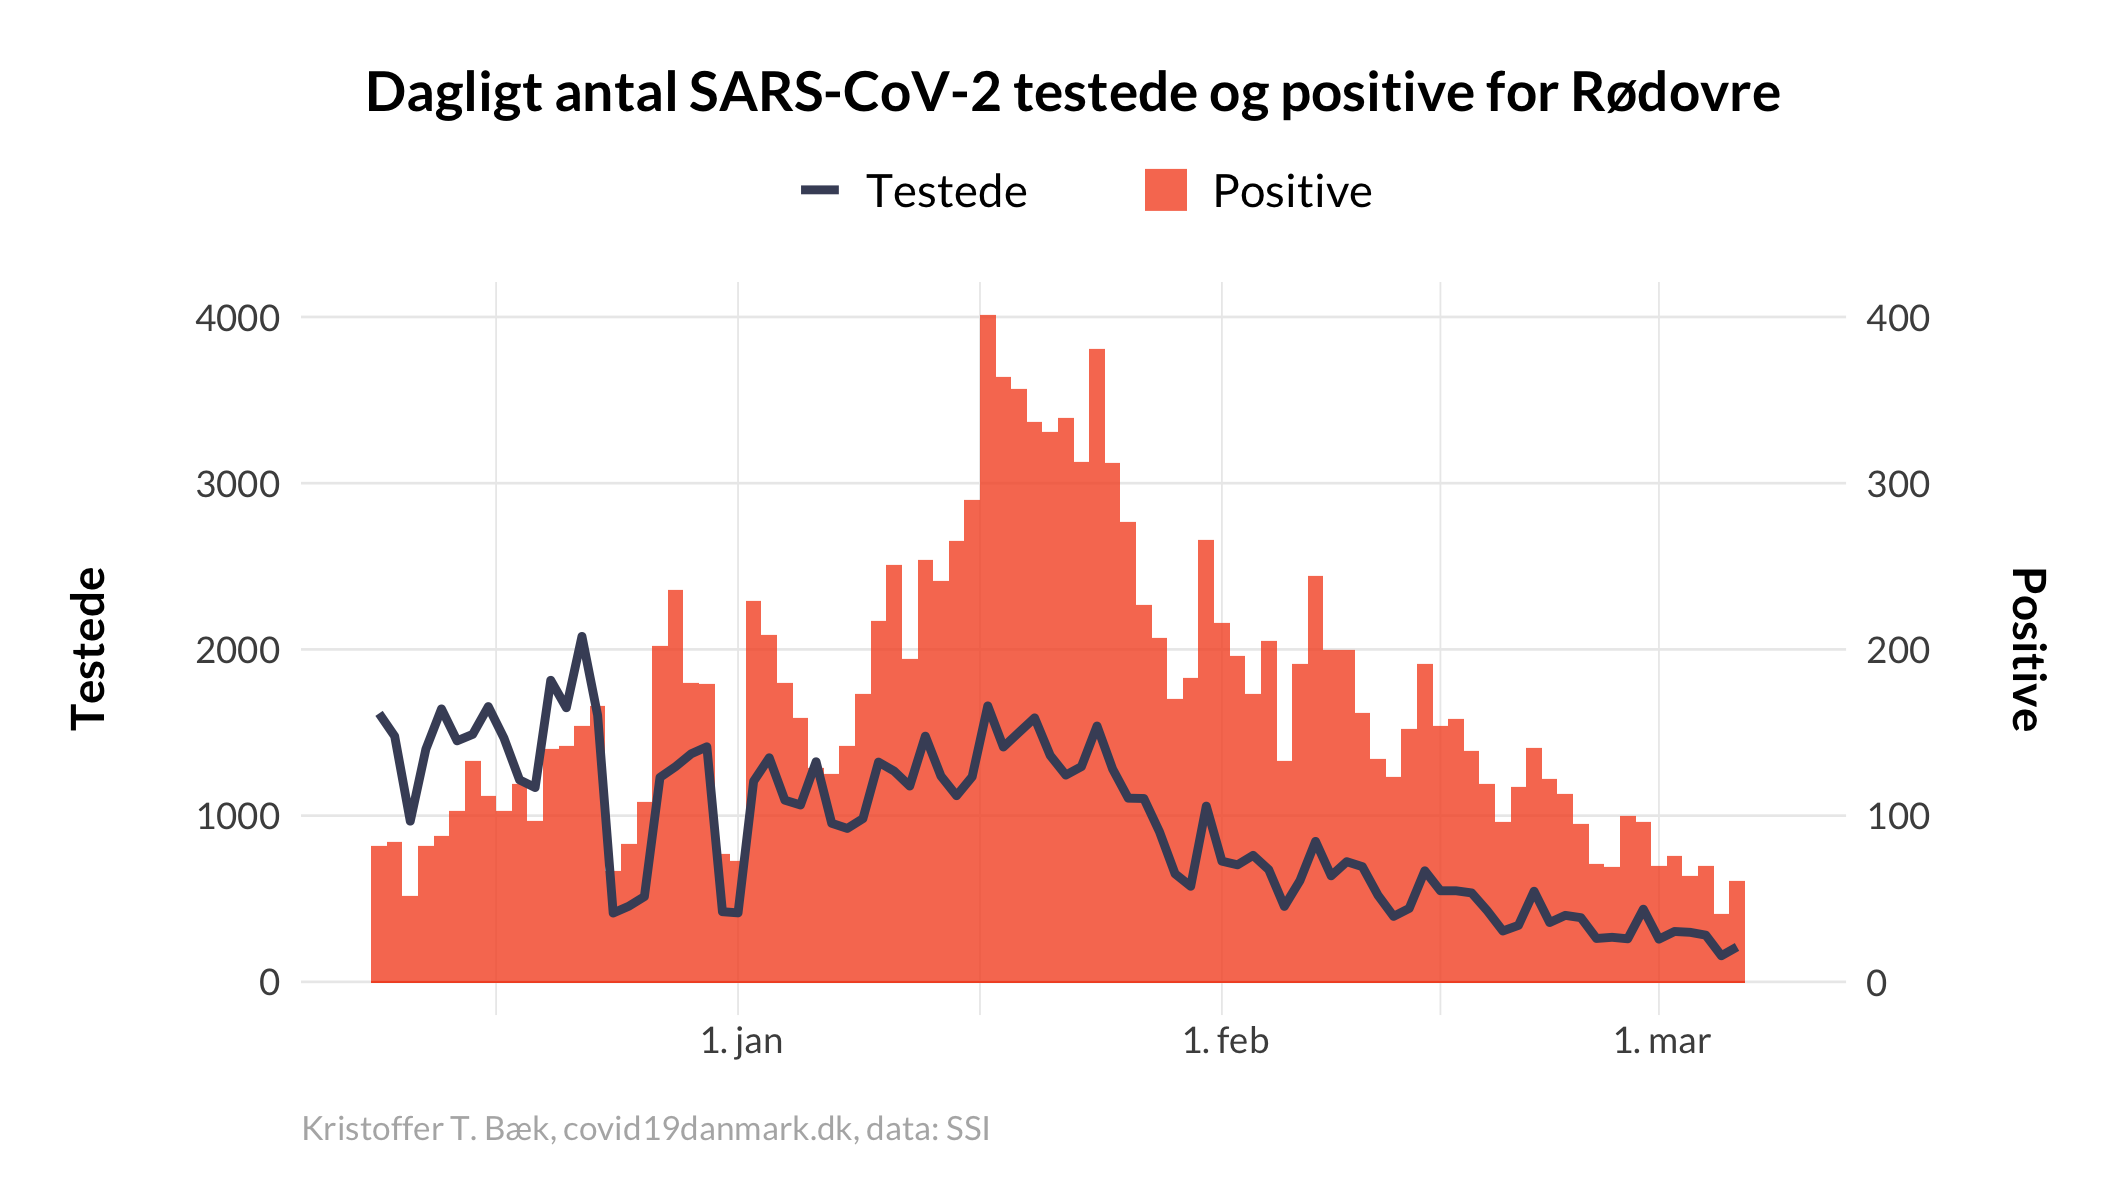 Dagligt antal SARS-CoV-2 testede og positive for Rødovre
Testede Positive
4000 400
3000 300
2000 200
1000 100
0 0
Testede
Positive
1. jan 1. feb 1. mar
Kristoffer T. Bæk, covid19danmark.dk, data: SSI